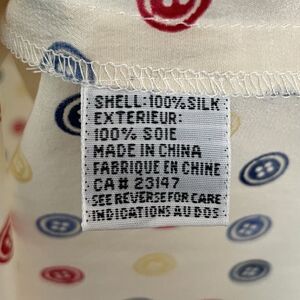 SHELL:100% SILK
EXTERIEUR:
100% SOIE
MADE IN CHINA
FABRIQUE EN CHINE
CA# 23147
SEE REVERSE FOR CARE
INDICATIONS AU DOS